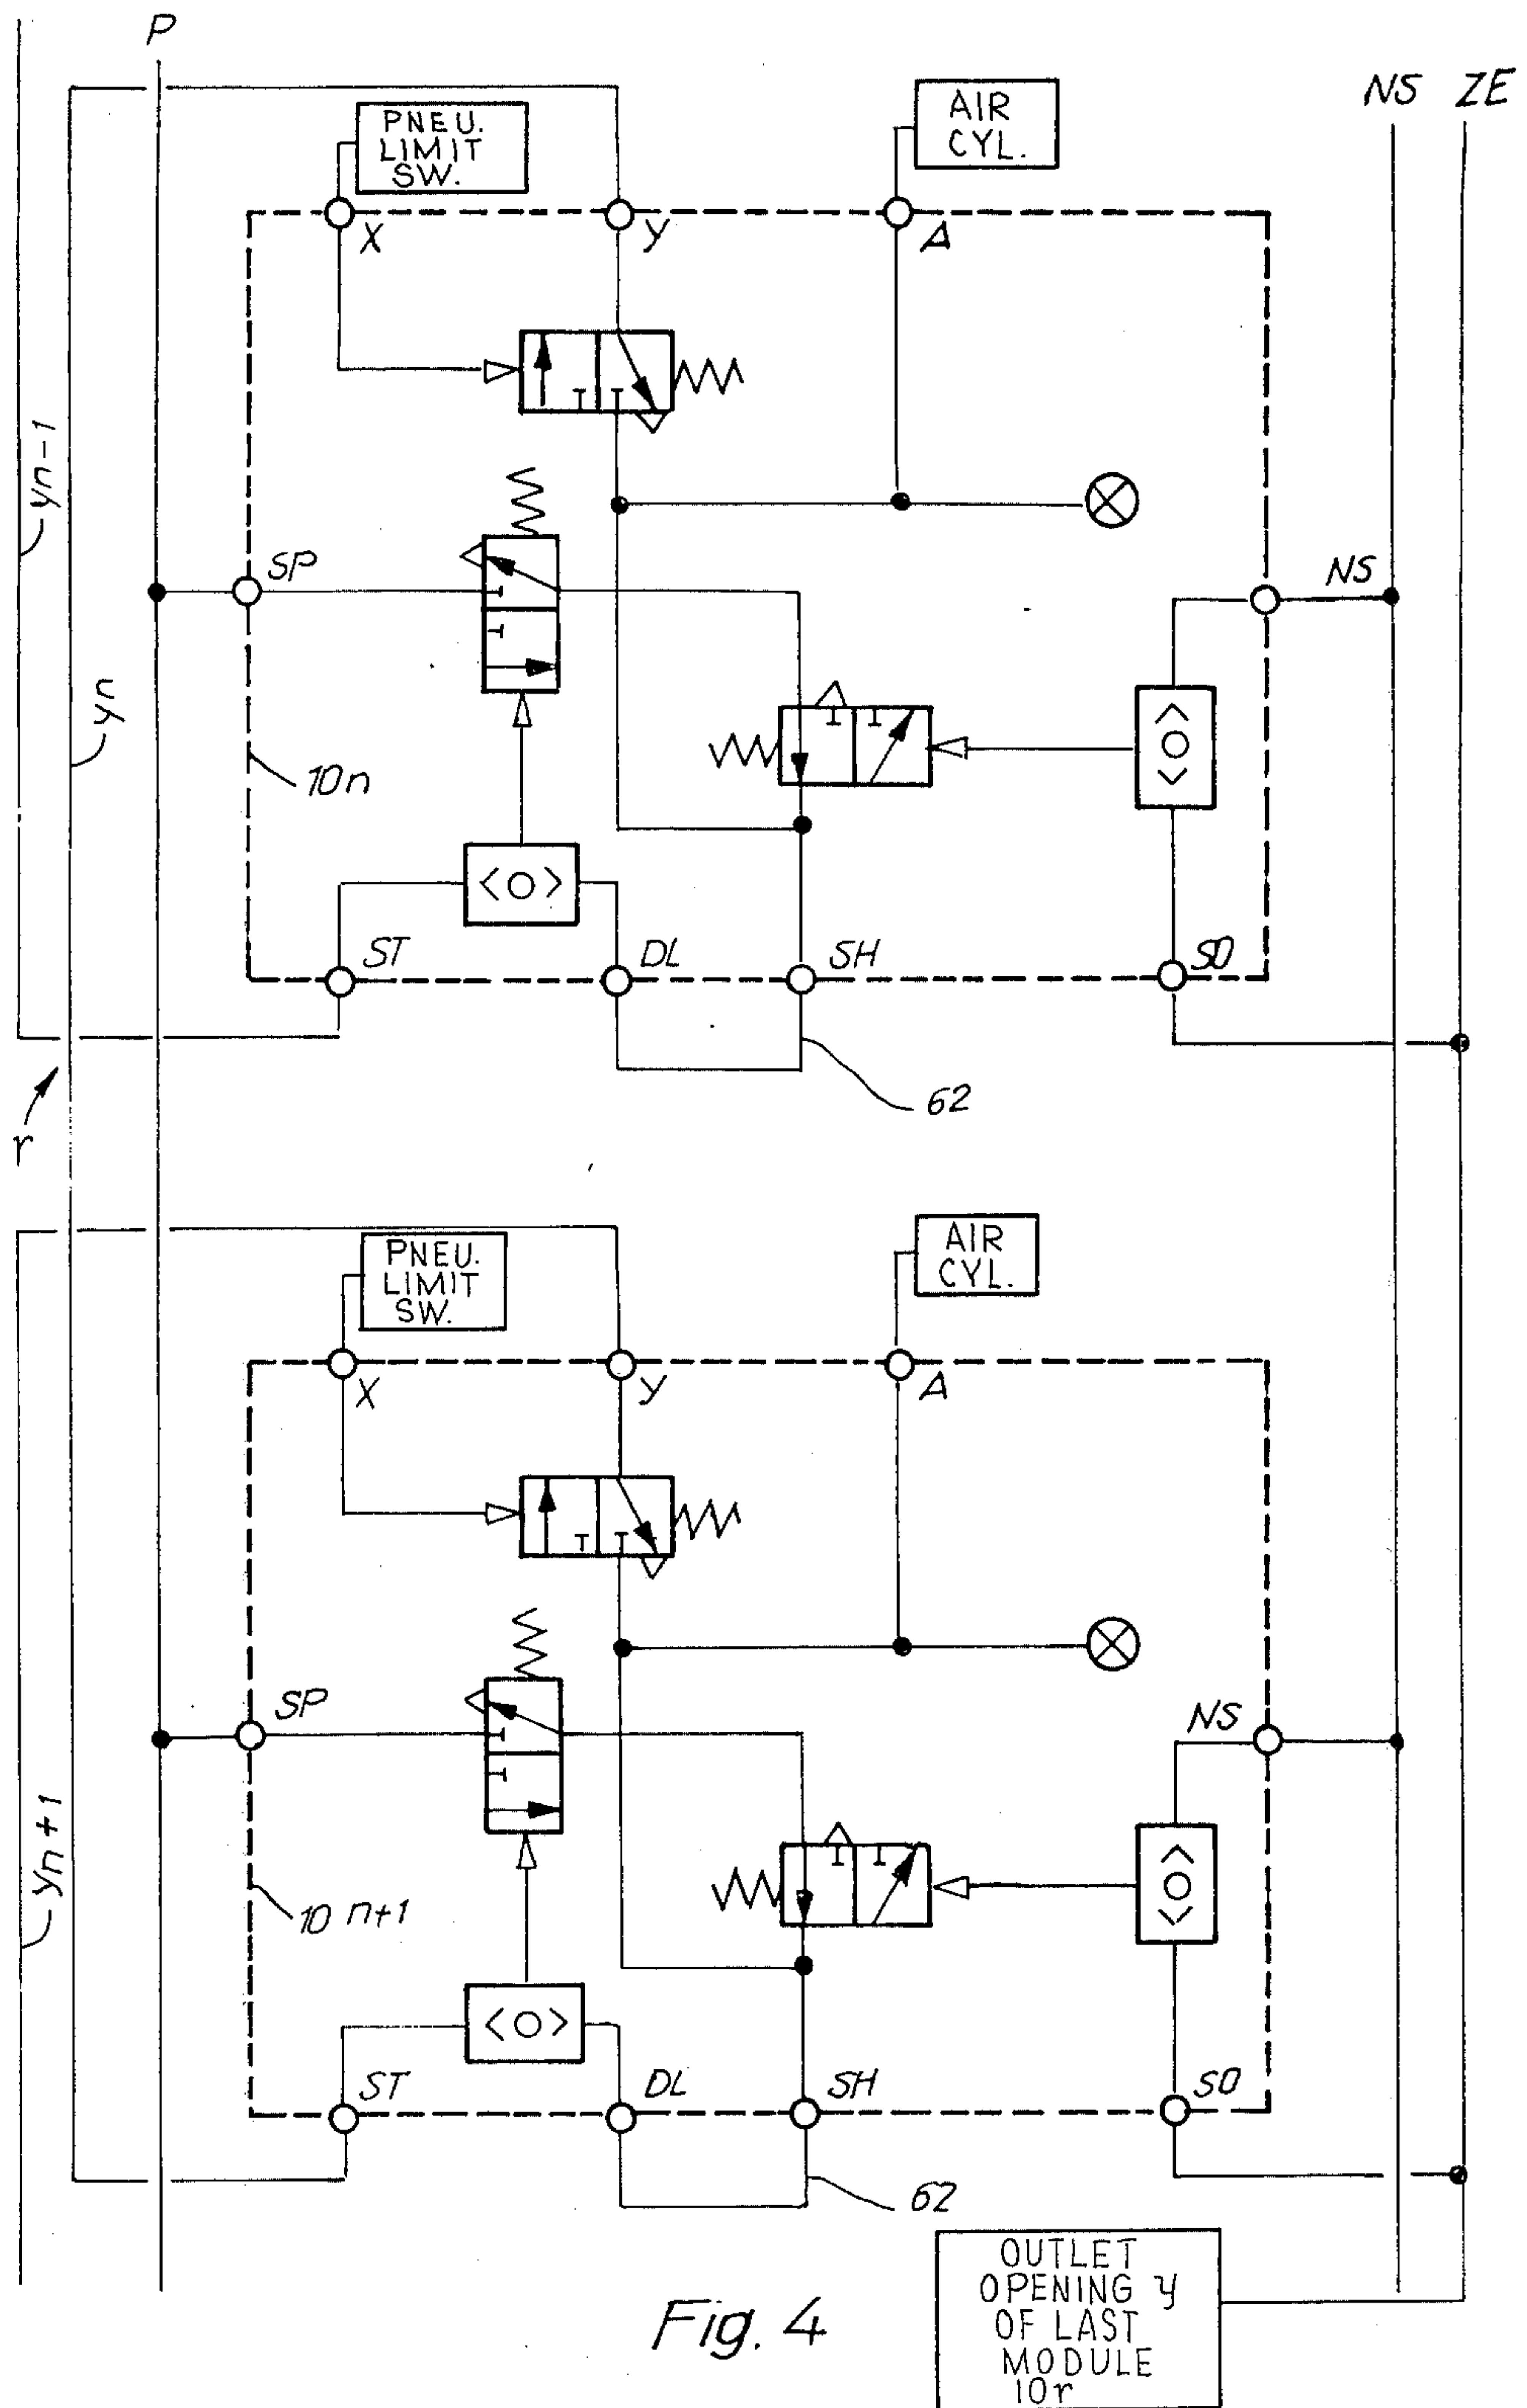 P
NS ZE
PNEU.
LIMIT
SW.
AIR
CYL.
X
Y
A
yn-1
SP
NS
yn
10n
ST
DL
SH
SO
r
62
PNEU.
LIMIT
SW.
AIR
CYL.
X
Y
A
SP
NS
yn+1
10 n+1
ST
DL
SH
SO
62
OUTLET
OPENING y
OF LAST
MODULE
10r
Fig. 4